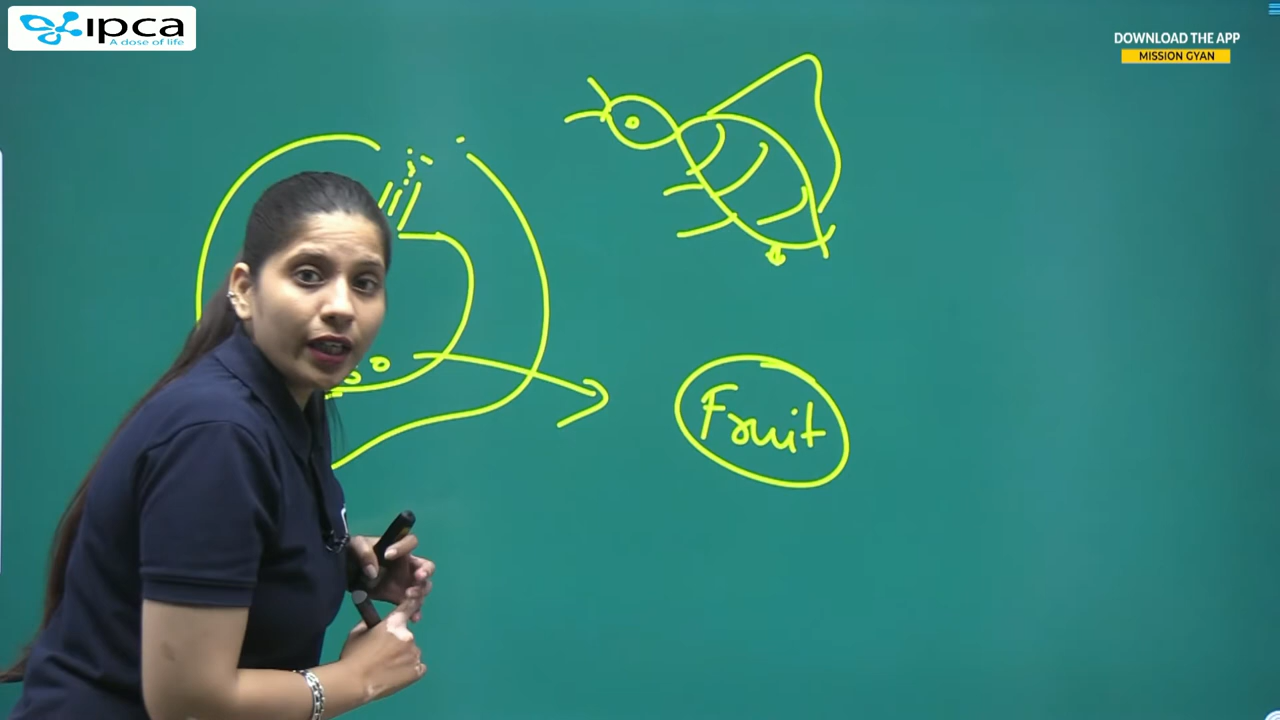 ipca
A dose of life
DOWNLOAD THE APP
MISSION GYAN
Fruit